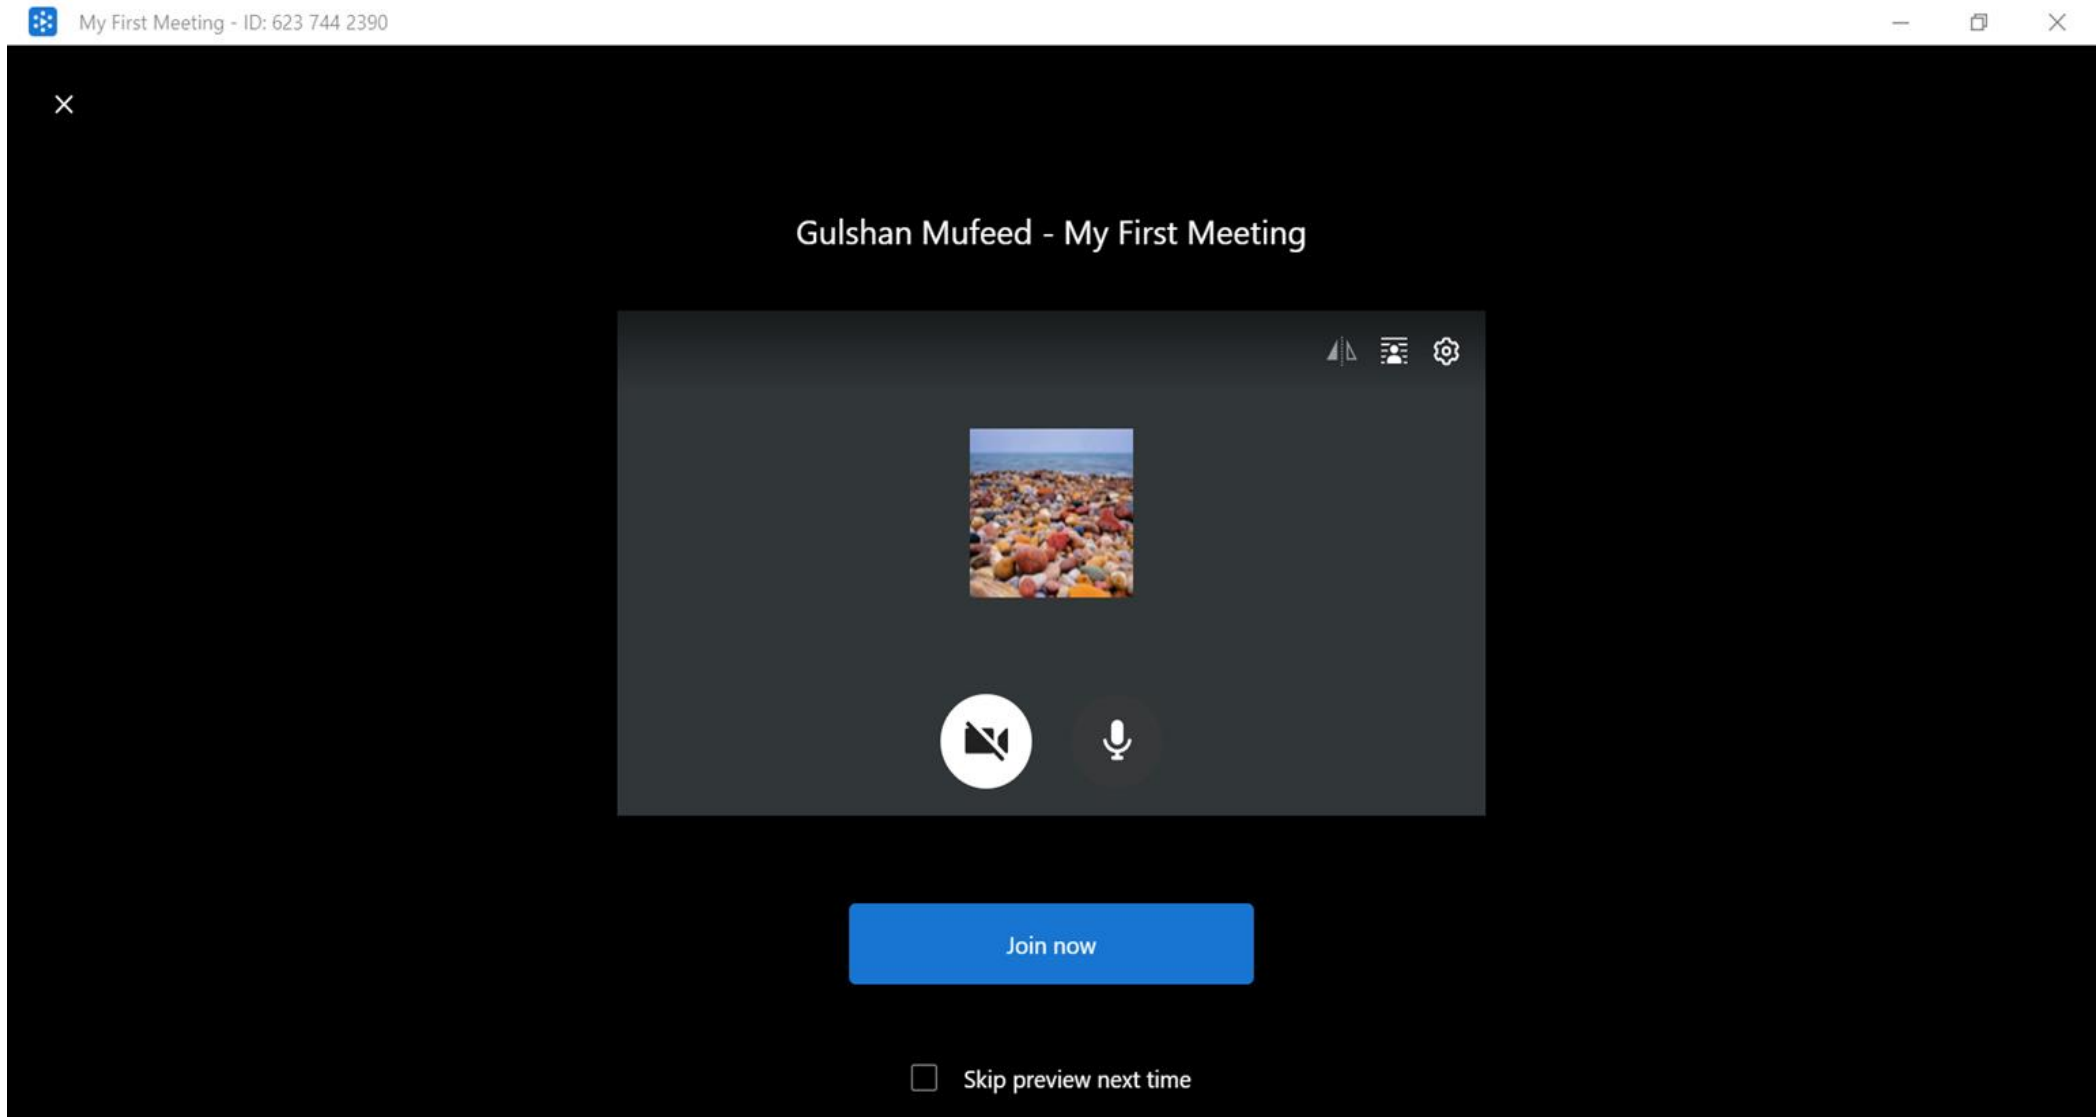 My First Meeting - ID: 623 744 2390
Gulshan Mufeed - My First Meeting
Join now
Skip preview next time